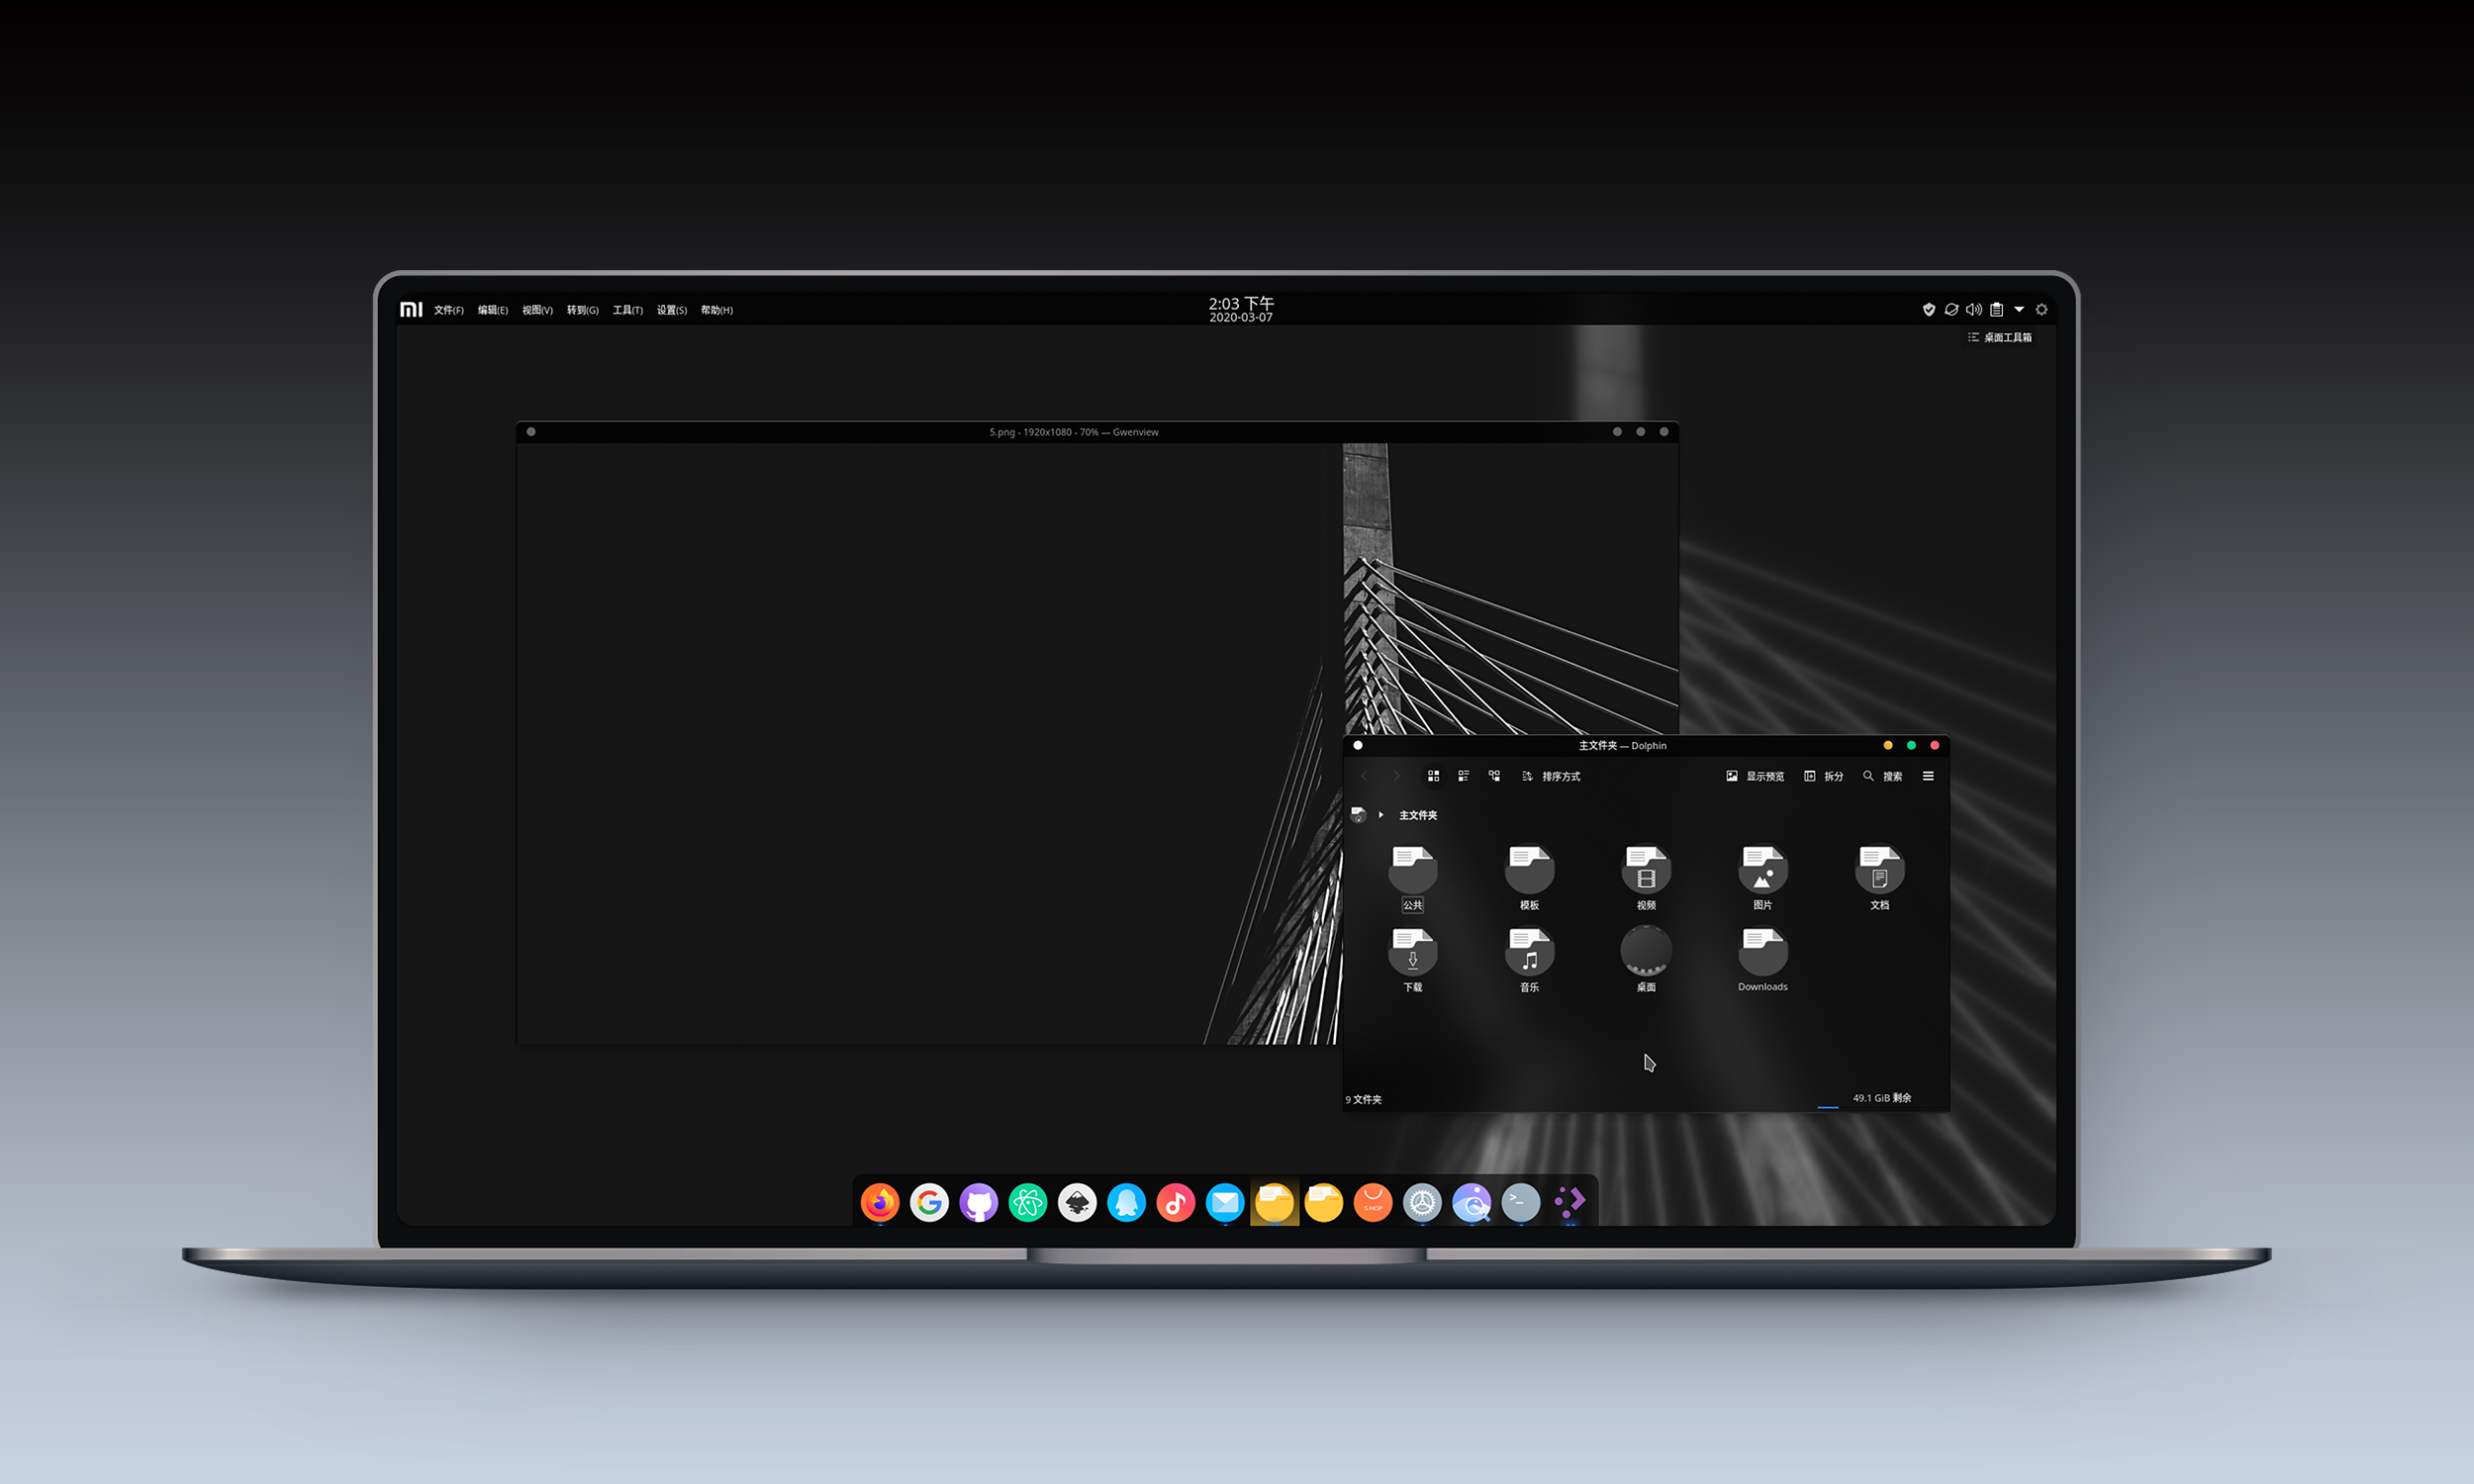 mi 文件(F) 编辑(E) 视图(V) 转到(G) 工具(T) 设置(S) 帮助(H)
2:03 下午
2020-03-07
桌面工具箱
5.png - 1920x1080 - 70% — Gwenview
主文件夹 — Dolphin
排序方式 显示预览 拆分 搜索
主文件夹
公共 模板 视频 图片 文档
下载 音乐 桌面 Downloads
9 文件夹 49.1 GiB 剩余
SHOP
>_